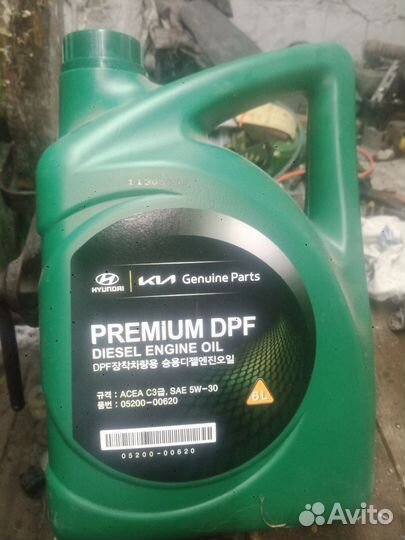 HYUNDAI KIA Genuine Parts
PREMIUM DPF
DIESEL ENGINE OIL
DPF장착차량용 승용디젤엔진오일
규격 : ACEA C3급, SAE 5W-30
품번 : 05200-00620
6L
05200-00620
Avito